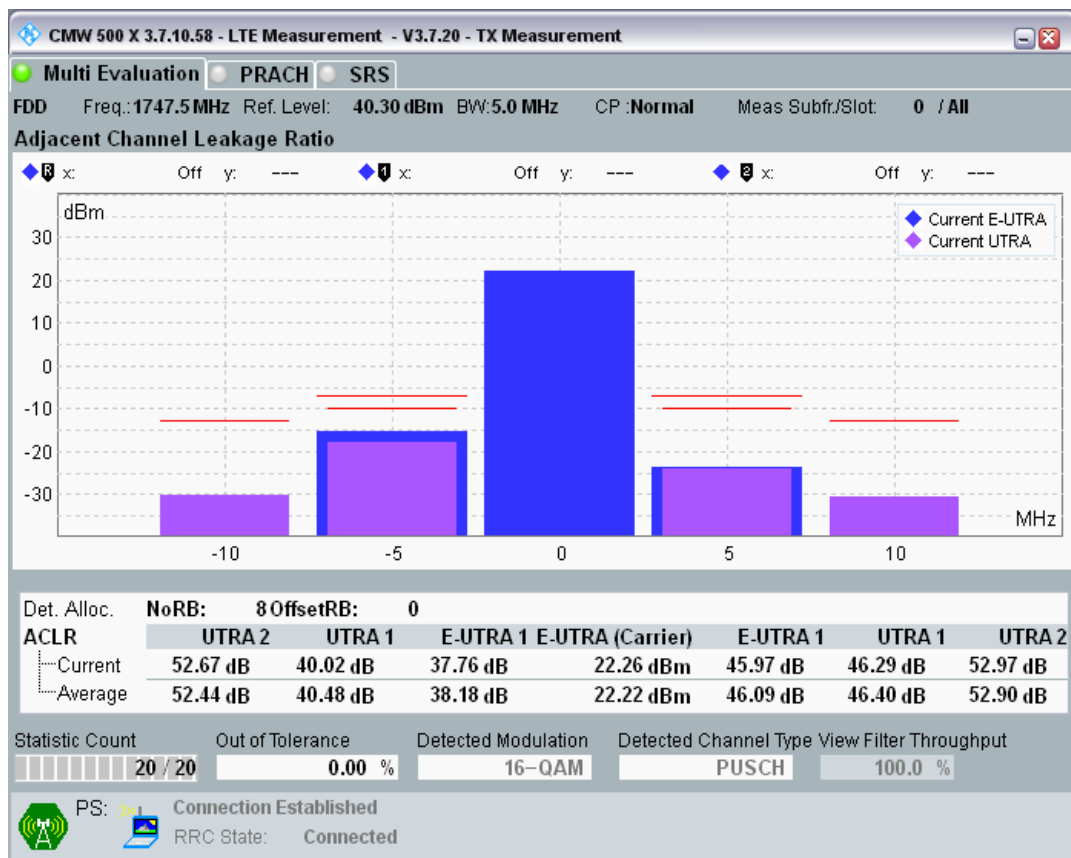 CMW 500 X 3.7.10.58 - LTE Measurement - V3.7.20 - TX Measurement
Multi Evaluation PRACH SRS
FDD Freq.:1747.5 MHz Ref. Level: 40.30 dBm BW:5.0 MHz CP :Normal Meas Subfr./Slot: 0 / All
Adjacent Channel Leakage Ratio
R x: Off y: --- 1 x: Off y: --- 2 x: Off y: ---
dBm
Current E-UTRA
Current UTRA
30
20
10
0
-10
-20
-30
MHz
-10 -5 0 5 10
Det. Alloc. NoRB: 8 OffsetRB: 0
ACLR UTRA 2 UTRA 1 E-UTRA 1 E-UTRA (Carrier) E-UTRA 1 UTRA 1 UTRA 2
Current 52.67 dB 40.02 dB 37.76 dB 22.26 dBm 45.97 dB 46.29 dB 52.97 dB
Average 52.44 dB 40.48 dB 38.18 dB 22.22 dBm 46.09 dB 46.40 dB 52.90 dB
Statistic Count Out of Tolerance Detected Modulation Detected Channel Type View Filter Throughput
20 / 20 0.00 % 16-QAM PUSCH 100.0 %
PS: Connection Established
RRC State: Connected